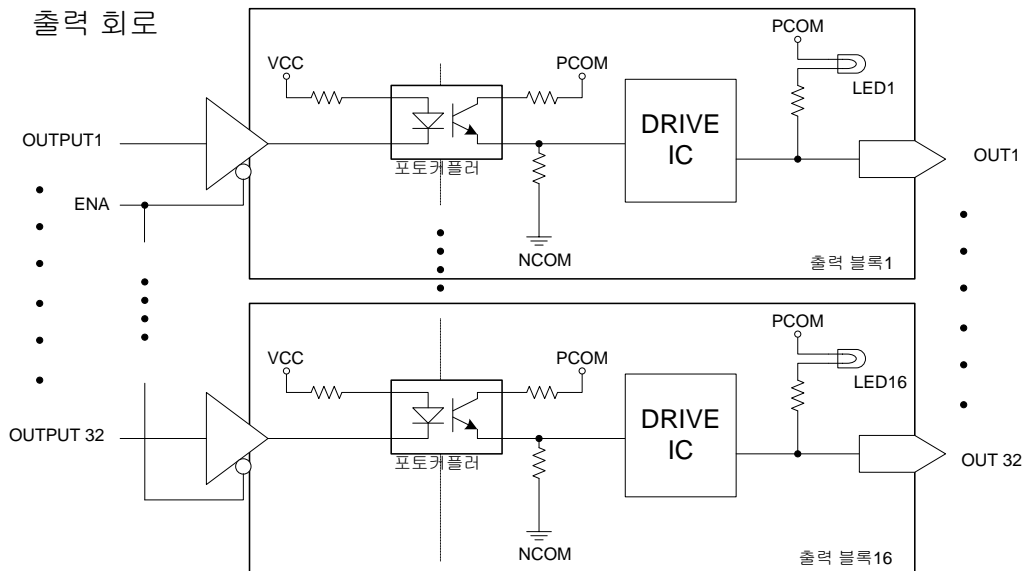 출력 회로
VCC
PCOM
PCOM
LED1
OUTPUT1
DRIVE
IC
OUT1
포토커플러
ENA
NCOM
출력 블록1
VCC
PCOM
PCOM
LED16
OUTPUT 32
DRIVE
IC
OUT 32
포토커플러
NCOM
출력 블록16